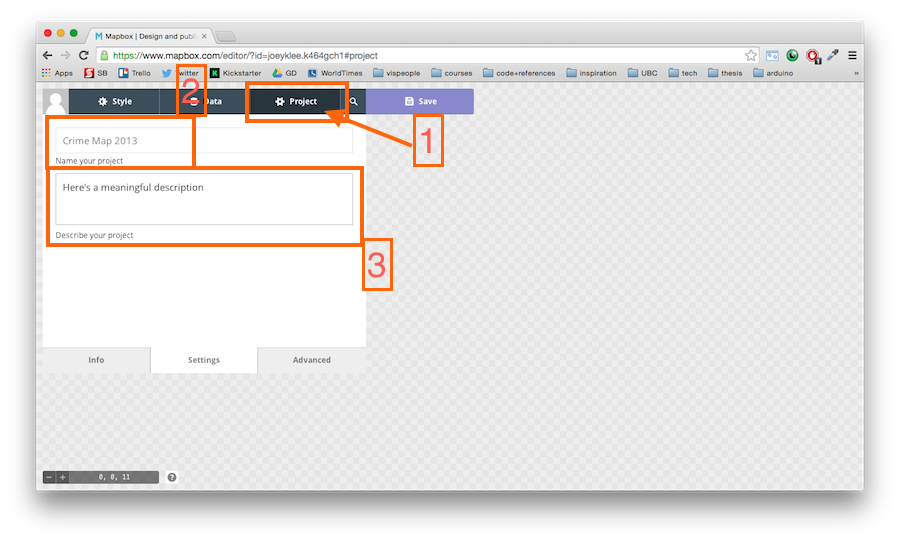 Mapbox | Design and publi
https://www.mapbox.com/editor/?id=joeyklee.k464gch1#project
Apps SB Trello twitter Kickstarter GD WorldTimes vispeople courses code+references inspiration UBC tech thesis arduino »
2
Style Data Project Save
1
Crime Map 2013
Name your project
Here's a meaningful description
Describe your project
3
Info Settings Advanced
0, 0, 11